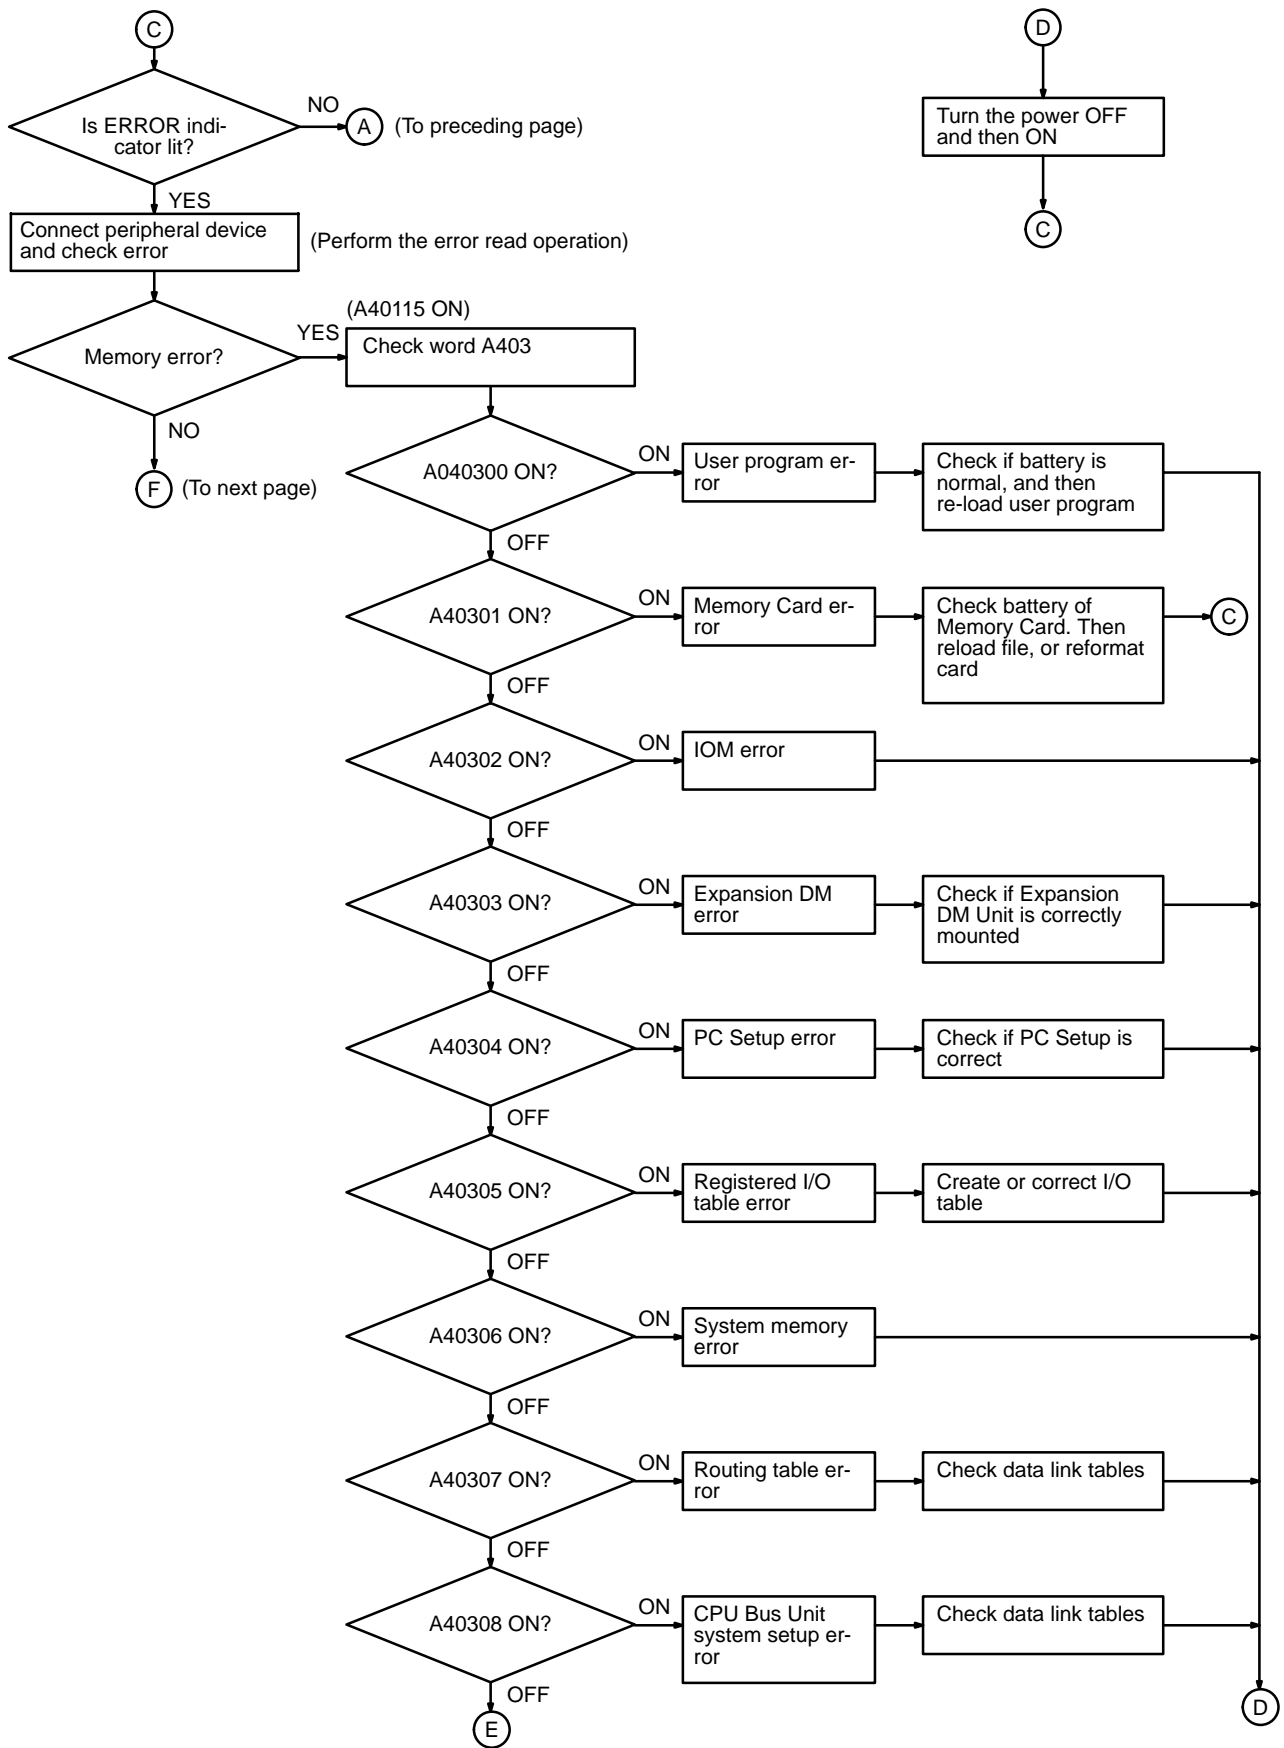 C
D
Is ERROR indi-
cator lit?
NO
A
(To preceding page)
Turn the power OFF
and then ON
YES
Connect peripheral device
and check error
(Perform the error read operation)
C
(A40115 ON)
Memory error?
YES
Check word A403
NO
F
(To next page)
A040300 ON?
ON
User program er-
ror
Check if battery is
normal, and then
re-load user program
OFF
A40301 ON?
ON
Memory Card er-
ror
Check battery of
Memory Card. Then
reload file, or reformat
card
C
OFF
A40302 ON?
ON
IOM error
OFF
A40303 ON?
ON
Expansion DM
error
Check if Expansion
DM Unit is correctly
mounted
OFF
A40304 ON?
ON
PC Setup error
Check if PC Setup is
correct
OFF
A40305 ON?
ON
Registered I/O
table error
Create or correct I/O
table
OFF
A40306 ON?
ON
System memory
error
OFF
A40307 ON?
ON
Routing table er-
ror
Check data link tables
OFF
A40308 ON?
ON
CPU Bus Unit
system setup er-
ror
Check data link tables
OFF
E
D